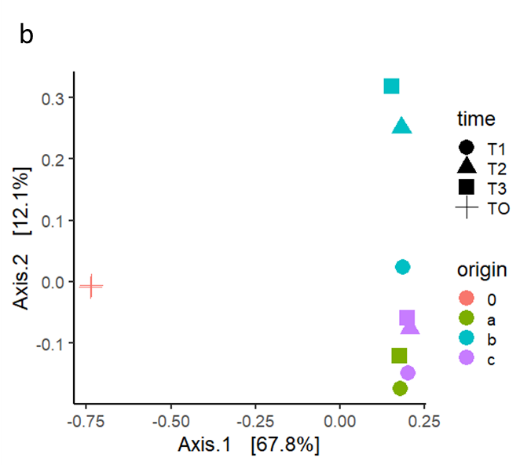 b
0.3
0.2
0.1
0.0
-0.1
Axis.2 [12.1%]
-0.75
-0.50
-0.25
0.00
0.25
Axis.1 [67.8%]
time
T1
T2
T3
TO
origin
0
a
b
c